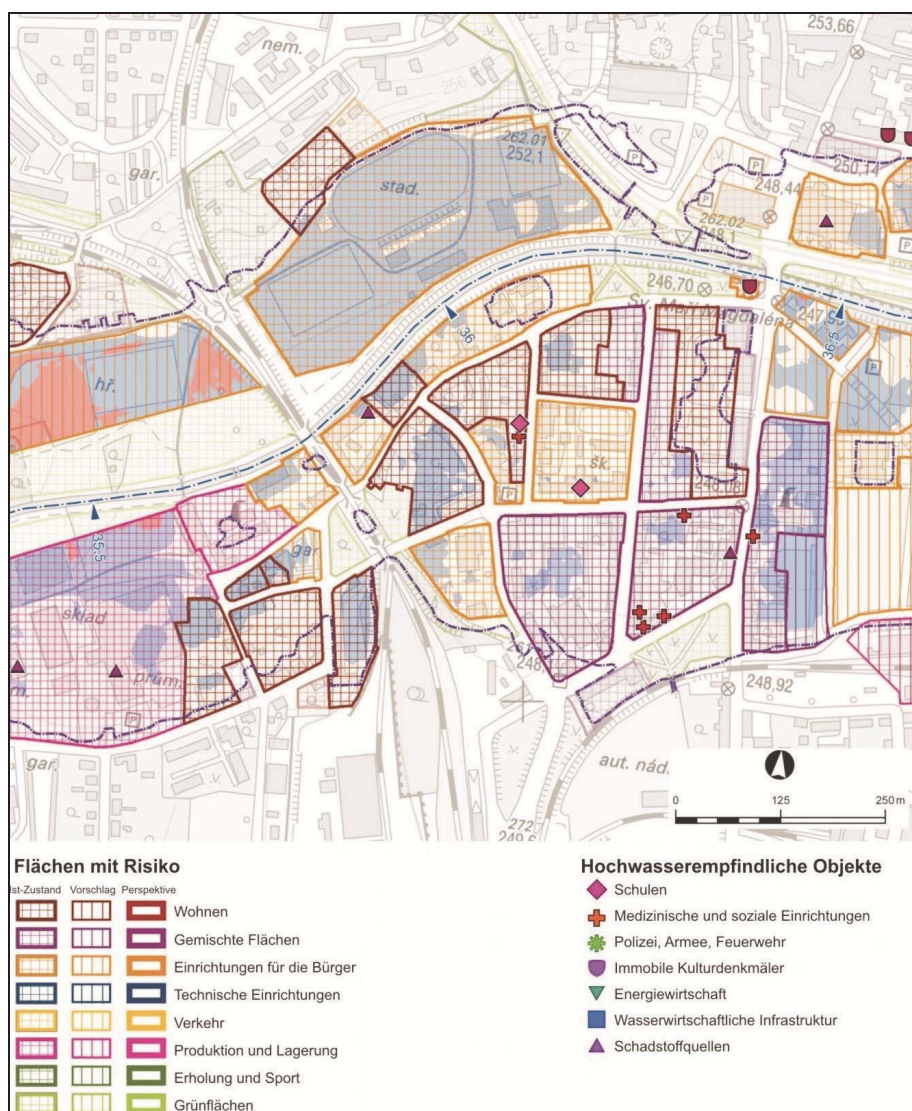 253,66
nem.
256
262.01
252,1
250,14
gar.
stad.
248,44
262.02
248,1
246,70
Sv. Maří Magdaléna
36
36,5
hř.
šk.
248,08
35,5
gar.
sklad
prům.
m.
248,92
gar.
aut. nádr.
272
0 125 250 m
Flächen mit Risiko
Ist-Zustand Vorschlag Perspektive
Wohnen
Gemischte Flächen
Einrichtungen für die Bürger
Technische Einrichtungen
Verkehr
Produktion und Lagerung
Erholung und Sport
Grünflächen
Hochwasserempfindliche Objekte
Schulen
Medizinische und soziale Einrichtungen
Polizei, Armee, Feuerwehr
Immobile Kulturdenkmäler
Energiewirtschaft
Wasserwirtschaftliche Infrastruktur
Schadstoffquellen